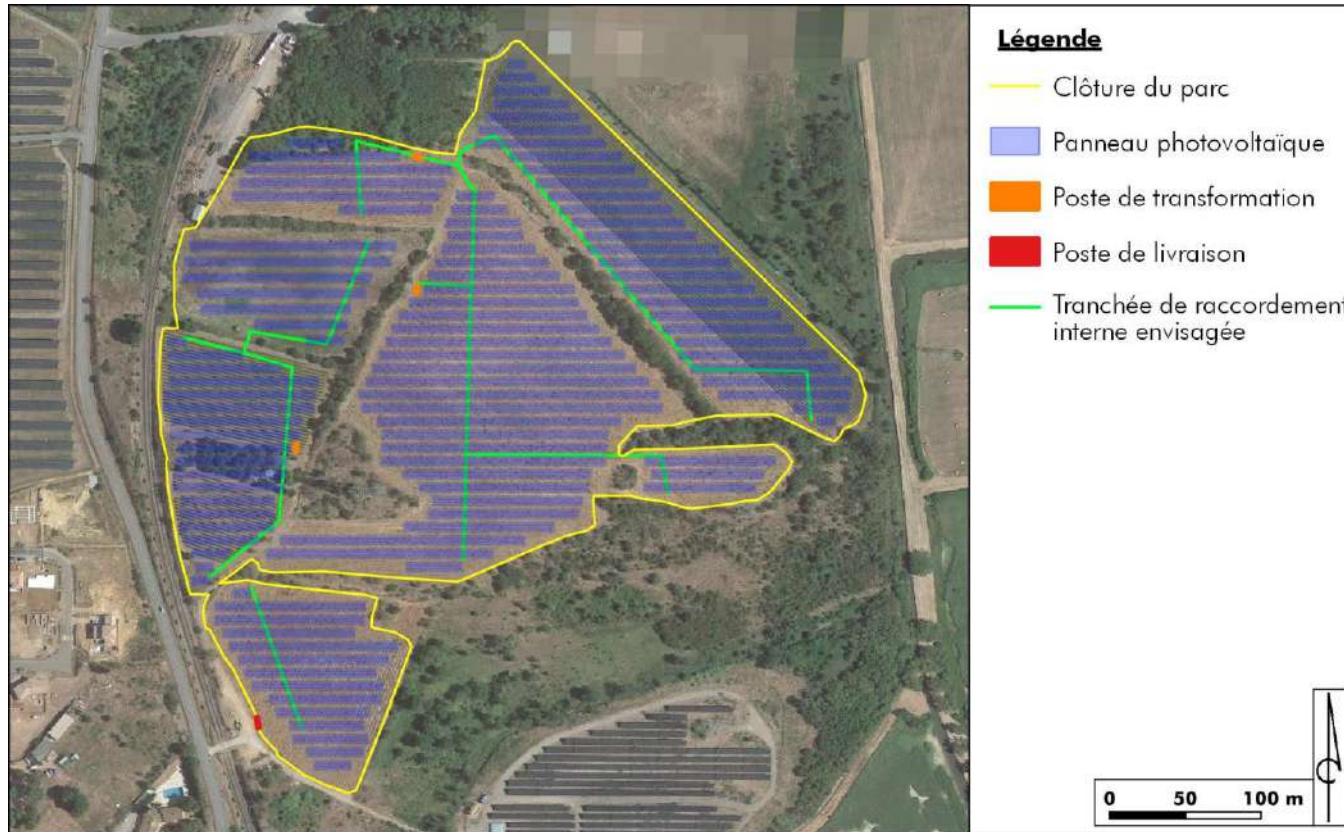 Légende
Clôture du parc
Panneau photovoltaïque
Poste de transformation
Poste de livraison
Tranchée de raccordement
interne envisagée
0 50 100 m